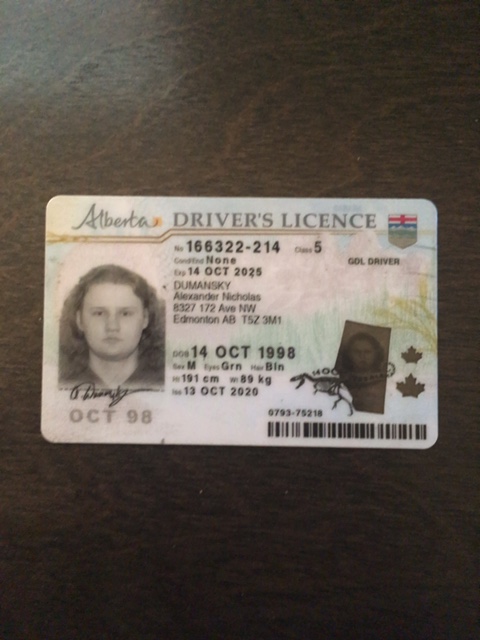 Alberta DRIVER'S LICENCE
No 166322-214 Class 5
Cond/End None GDL DRIVER
Exp 14 OCT 2025
DUMANSKY
Alexander Nicholas
8327 172 Ave NW
Edmonton AB T5Z 3M1
DOB 14 OCT 1998
Sex M Eyes Grn Hair Bln
Ht 191 cm Wt 89 kg
Iss 13 OCT 2020
OCT 98
0793-75218